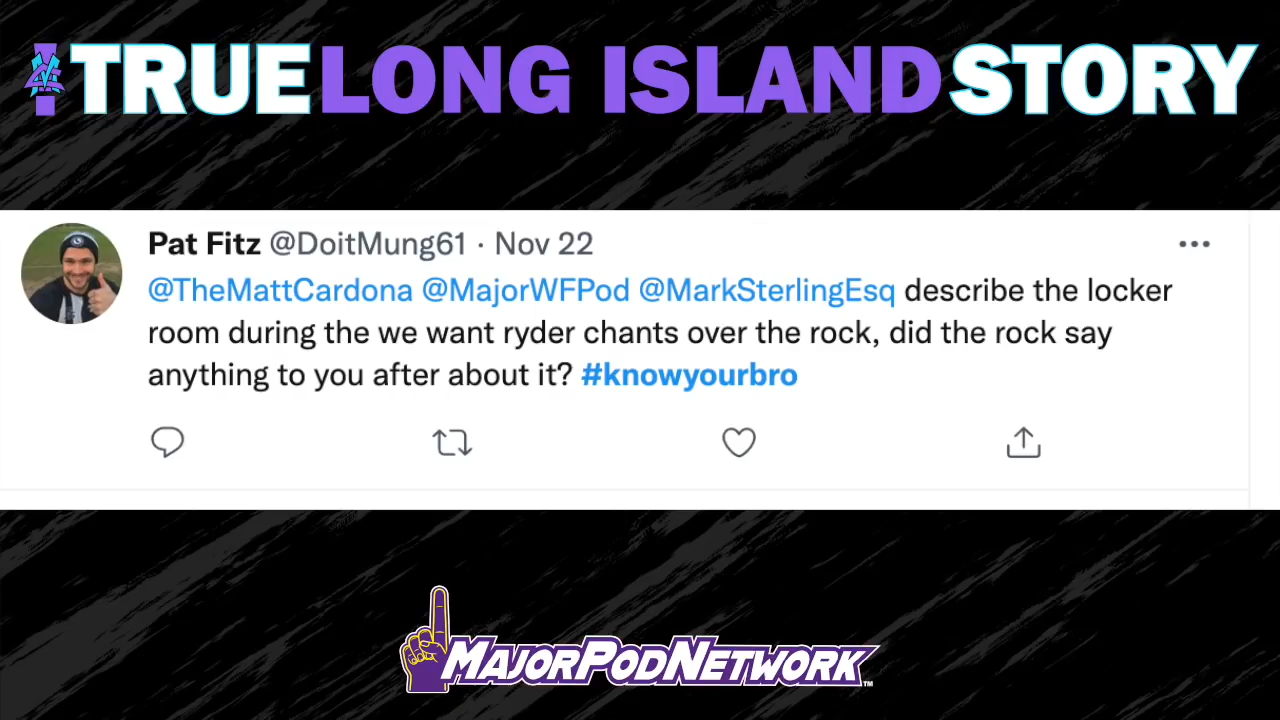 TRUE LONG ISLAND STORY
Pat Fitz @DoitMung61 · Nov 22
@TheMattCardona @MajorWFPod @MarkSterlingEsq describe the locker
room during the we want ryder chants over the rock, did the rock say
anything to you after about it? #knowyourbro
MAJORPODNETWORK™